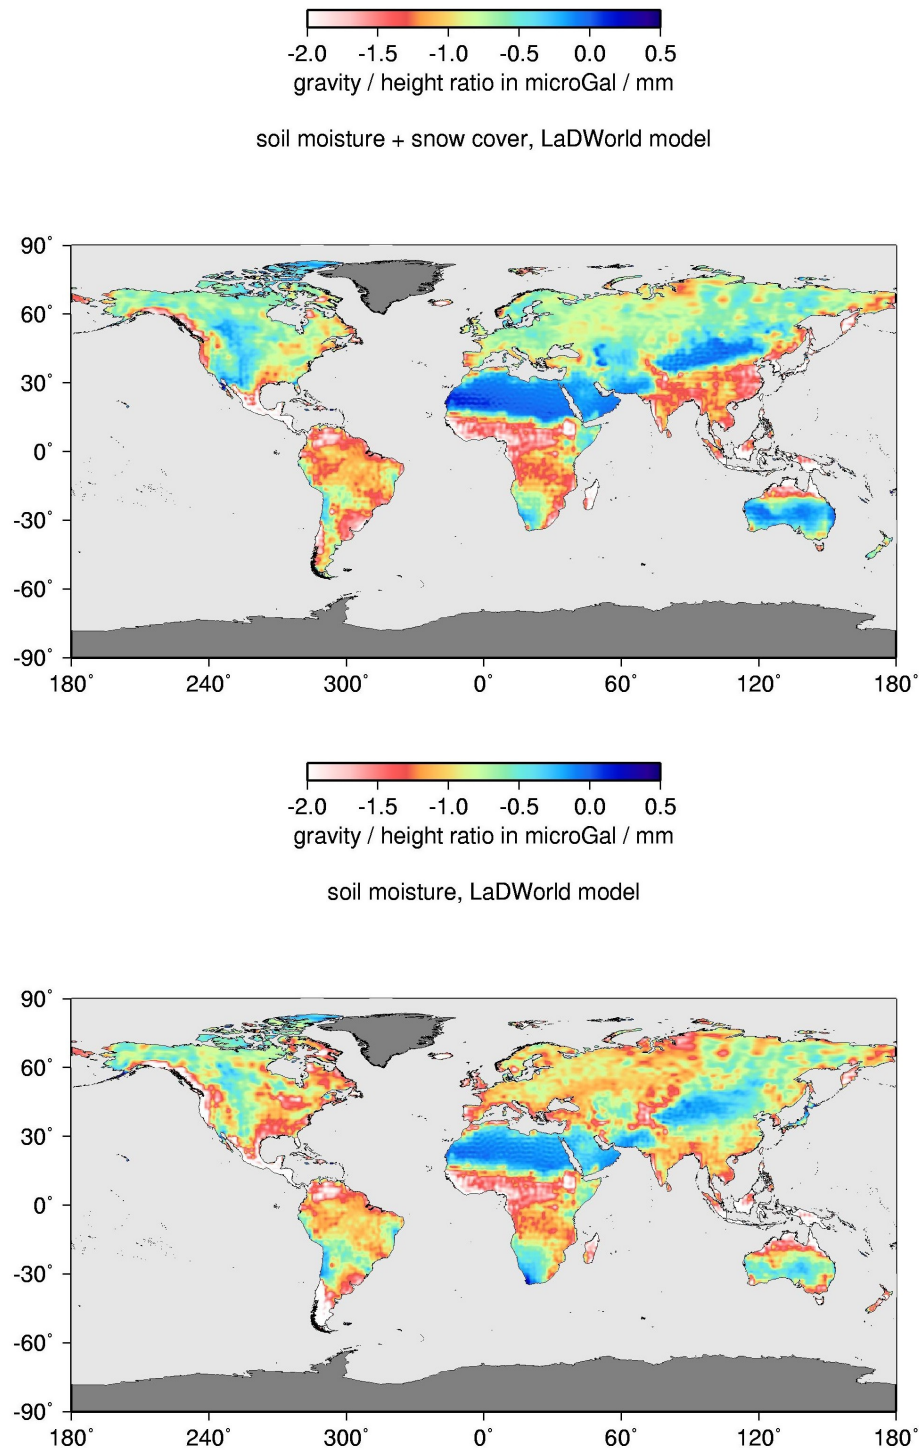 -2.0 -1.5 -1.0 -0.5 0.0 0.5
gravity / height ratio in microGal / mm
soil moisture + snow cover, LaDWorld model
90°
60°
30°
0°
-30°
-60°
-90°
180° 240° 300° 0° 60° 120° 180°
-2.0 -1.5 -1.0 -0.5 0.0 0.5
gravity / height ratio in microGal / mm
soil moisture, LaDWorld model
90°
60°
30°
0°
-30°
-60°
-90°
180° 240° 300° 0° 60° 120° 180°